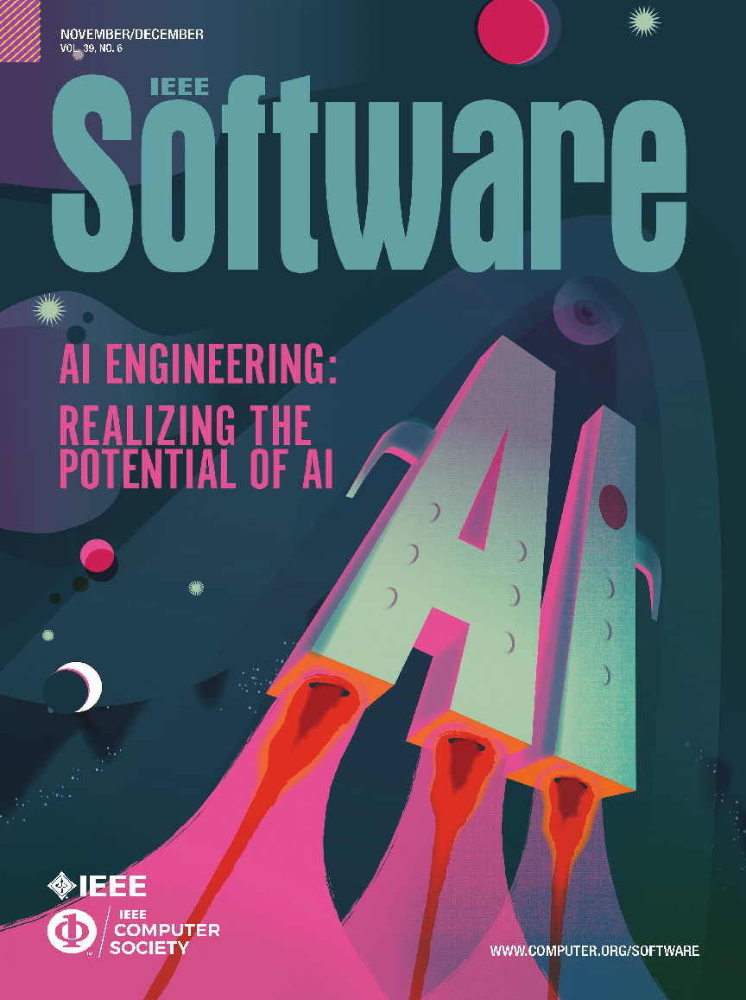 NOVEMBER/DECEMBER
VOL. 39, NO. 6
IEEE
Software
AI ENGINEERING:
REALIZING THE
POTENTIAL OF AI
AI
IEEE
IEEE
COMPUTER
SOCIETY
WWW.COMPUTER.ORG/SOFTWARE